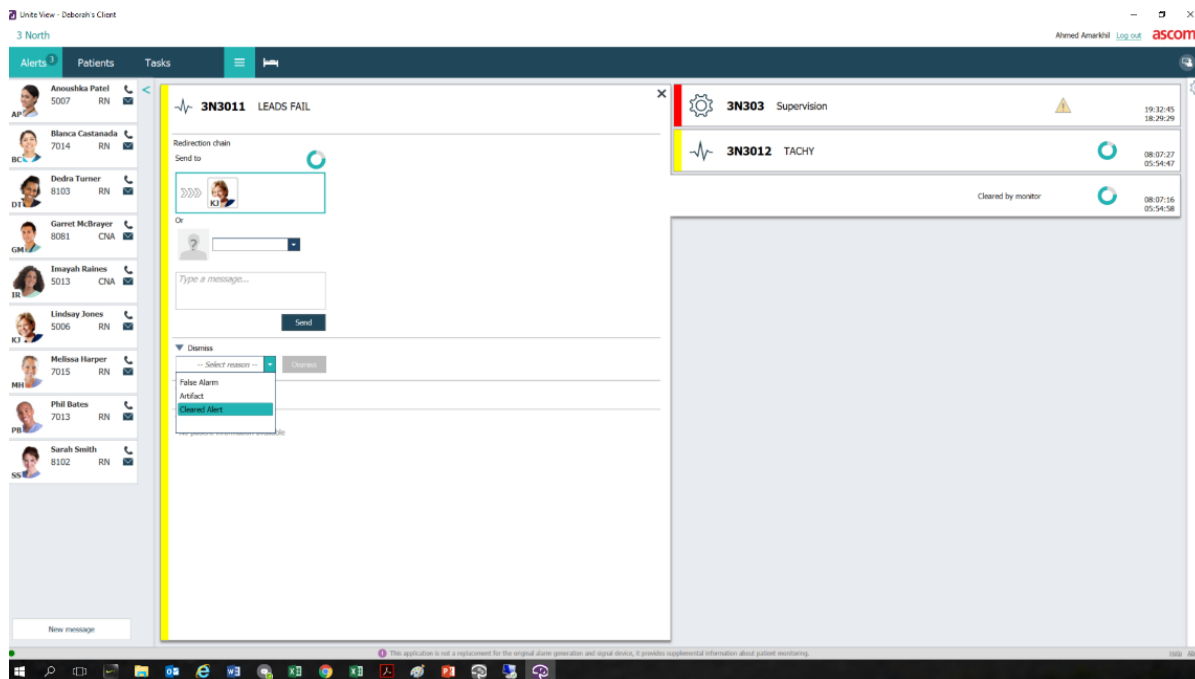 Unite View - Deborah's Client
3 North
Ahmed Amarkhil Log out ascom
Alerts 3 Patients Tasks
Anoushka Patel
5007 RN
AP
Blanca Castanada
7014 RN
BC
Dedra Turner
8103 RN
DT
Garret McBrayer
8081 CNA
GM
Imayah Raines
5013 CNA
IR
Lindsay Jones
5006 RN
KJ
Melissa Harper
7015 RN
MH
Phil Bates
7013 RN
PB
Sarah Smith
8102 RN
SS
New message
<
3N3011 LEADS FAIL
Redirection chain
Send to
KJ
Or
?
Type a message...
Send
Dismiss
-- Select reason -- Dismiss
False Alarm
Artifact
Cleared Alert
No patient information available
3N303 Supervision
19:32:45
18:29:29
3N3012 TACHY
08:07:27
05:54:47
Cleared by monitor
08:07:16
05:54:58
This application is not a replacement for the original alarm generation and signal device, it provides supplemental information about patient monitoring.
Help